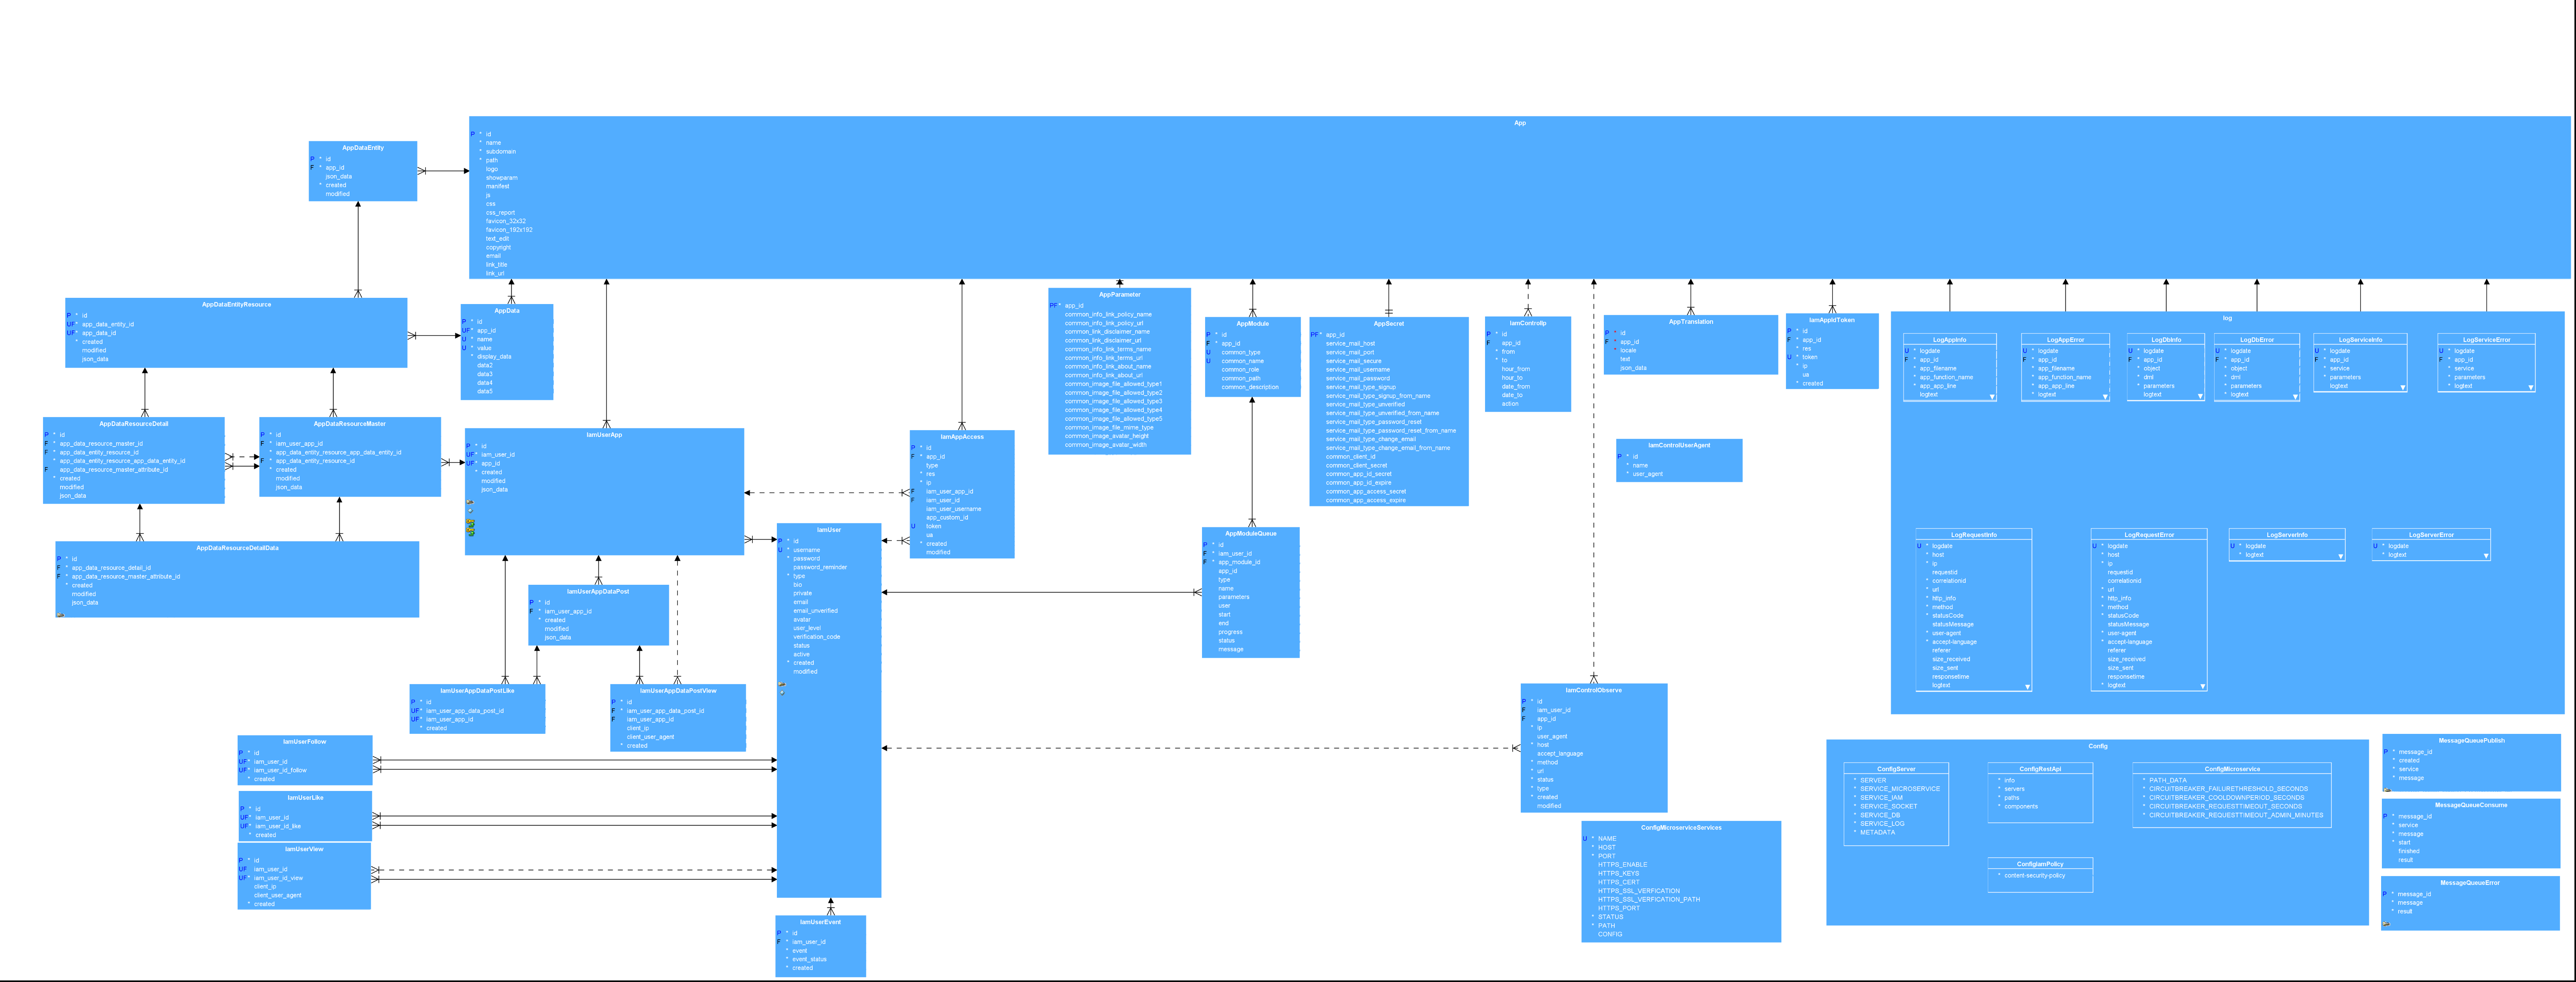 App
P * id
* name
* subdomain
* path
logo
showparam
manifest
js
css
css_report
favicon_32x32
favicon_192x192
text_edit
copyright
email
link_title
link_url
AppDataEntity
P * id
F * app_id
json_data
* created
modified
AppDataEntityResource
P * id
UF* app_data_entity_id
UF* app_data_id
* created
modified
json_data
AppData
P * id
UF* app_id
U * name
U * value
* display_data
data2
data3
data4
data5
AppDataResourceDetail
P * id
F * app_data_resource_master_id
F * app_data_entity_resource_id
* app_data_entity_resource_app_data_entity_id
F app_data_resource_master_attribute_id
* created
modified
json_data
AppDataResourceMaster
P * id
F * iam_user_app_id
* app_data_entity_resource_app_data_entity_id
F * app_data_entity_resource_id
* created
modified
json_data
AppDataResourceDetailData
P * id
F * app_data_resource_detail_id
F * app_data_resource_master_attribute_id
* created
modified
json_data
IamUserApp
P * id
UF* iam_user_id
UF* app_id
* created
modified
json_data
IamUserAppDataPost
P * id
F * iam_user_app_id
* created
modified
json_data
IamUserAppDataPostLike
P * id
UF* iam_user_app_data_post_id
UF* iam_user_app_id
* created
IamUserAppDataPostView
P * id
F * iam_user_app_data_post_id
F iam_user_app_id
client_ip
client_user_agent
* created
IamUserFollow
P * id
UF* iam_user_id
UF* iam_user_id_follow
* created
IamUserLike
P * id
UF* iam_user_id
UF* iam_user_id_like
* created
IamUserView
P * id
UF iam_user_id
UF* iam_user_id_view
client_ip
client_user_agent
* created
IamUser
P * id
U * username
* password
password_reminder
* type
bio
private
email
email_unverified
avatar
user_level
verification_code
status
active
* created
modified
IamUserEvent
P * id
F * iam_user_id
* event
* event_status
* created
IamAppAccess
P * id
F * app_id
type
* res
* ip
F iam_user_app_id
F iam_user_id
iam_user_username
app_custom_id
U token
ua
* created
modified
AppParameter
PF* app_id
common_info_link_policy_name
common_info_link_policy_url
common_link_disclaimer_name
common_link_disclaimer_url
common_info_link_terms_name
common_info_link_terms_url
common_info_link_about_name
common_info_link_about_url
common_image_file_allowed_type1
common_image_file_allowed_type2
common_image_file_allowed_type3
common_image_file_allowed_type4
common_image_file_allowed_type5
common_image_file_mime_type
common_image_avatar_height
common_image_avatar_width
AppModule
P * id
F * app_id
U common_type
U common_name
common_role
common_path
common_description
AppModuleQueue
P * id
F * iam_user_id
F * app_module_id
app_id
type
name
parameters
user
start
end
progress
status
message
AppSecret
PF* app_id
service_mail_host
service_mail_port
service_mail_secure
service_mail_username
service_mail_password
service_mail_type_signup
service_mail_type_signup_from_name
service_mail_type_unverified
service_mail_type_unverified_from_name
service_mail_type_password_reset
service_mail_type_password_reset_from_name
service_mail_type_change_email
service_mail_type_change_email_from_name
common_client_id
common_client_secret
common_app_id_secret
common_app_id_expire
common_app_access_secret
common_app_access_expire
IamControlIp
P * id
F app_id
* from
* to
hour_from
hour_to
date_from
date_to
action
AppTranslation
P * id
F * app_id
* locale
text
json_data
IamAppIdToken
P * id
F * app_id
* res
U * token
* ip
ua
* created
IamControlUserAgent
P * id
* name
* user_agent
IamControlObserve
P * id
F iam_user_id
F app_id
* ip
user_agent
* host
accept_language
* method
* url
* status
* type
* created
modified
ConfigMicroserviceServices
U * NAME
* HOST
* PORT
HTTPS_ENABLE
HTTPS_KEYS
HTTPS_CERT
HTTPS_SSL_VERFICATION
HTTPS_SSL_VERFICATION_PATH
HTTPS_PORT
* STATUS
* PATH
CONFIG
log
LogAppInfo
U * logdate
F * app_id
* app_filename
* app_function_name
* app_app_line
logtext
LogAppError
U * logdate
F * app_id
* app_filename
* app_function_name
* app_app_line
* logtext
LogDbInfo
U * logdate
F * app_id
* object
* dml
* parameters
logtext
LogDbError
U * logdate
F * app_id
* object
* dml
* parameters
* logtext
LogServiceInfo
U * logdate
F * app_id
* service
* parameters
logtext
LogServiceError
U * logdate
F * app_id
* service
* parameters
* logtext
LogRequestInfo
U * logdate
* host
* ip
requestid
* correlationid
* url
* http_info
* method
* statusCode
statusMessage
* user-agent
* accept-language
referer
size_received
size_sent
responsetime
logtext
LogRequestError
U * logdate
* host
* ip
requestid
correlationid
* url
* http_info
* method
* statusCode
statusMessage
* user-agent
* accept-language
referer
size_received
size_sent
responsetime
* logtext
LogServerInfo
U * logdate
* logtext
LogServerError
U * logdate
* logtext
Config
ConfigServer
* SERVER
* SERVICE_MICROSERVICE
* SERVICE_IAM
* SERVICE_SOCKET
* SERVICE_DB
* SERVICE_LOG
* METADATA
ConfigRestApi
* info
* servers
* paths
* components
ConfigMicroservice
* PATH_DATA
* CIRCUITBREAKER_FAILURETHRESHOLD_SECONDS
* CIRCUITBREAKER_COOLDOWNPERIOD_SECONDS
* CIRCUITBREAKER_REQUESTTIMEOUT_SECONDS
* CIRCUITBREAKER_REQUESTTIMEOUT_ADMIN_MINUTES
ConfigIamPolicy
* content-security-policy
MessageQueuePublish
P * message_id
* created
* service
* message
MessageQueueConsume
P * message_id
* service
* message
* start
finished
result
MessageQueueError
P * message_id
* message
* result